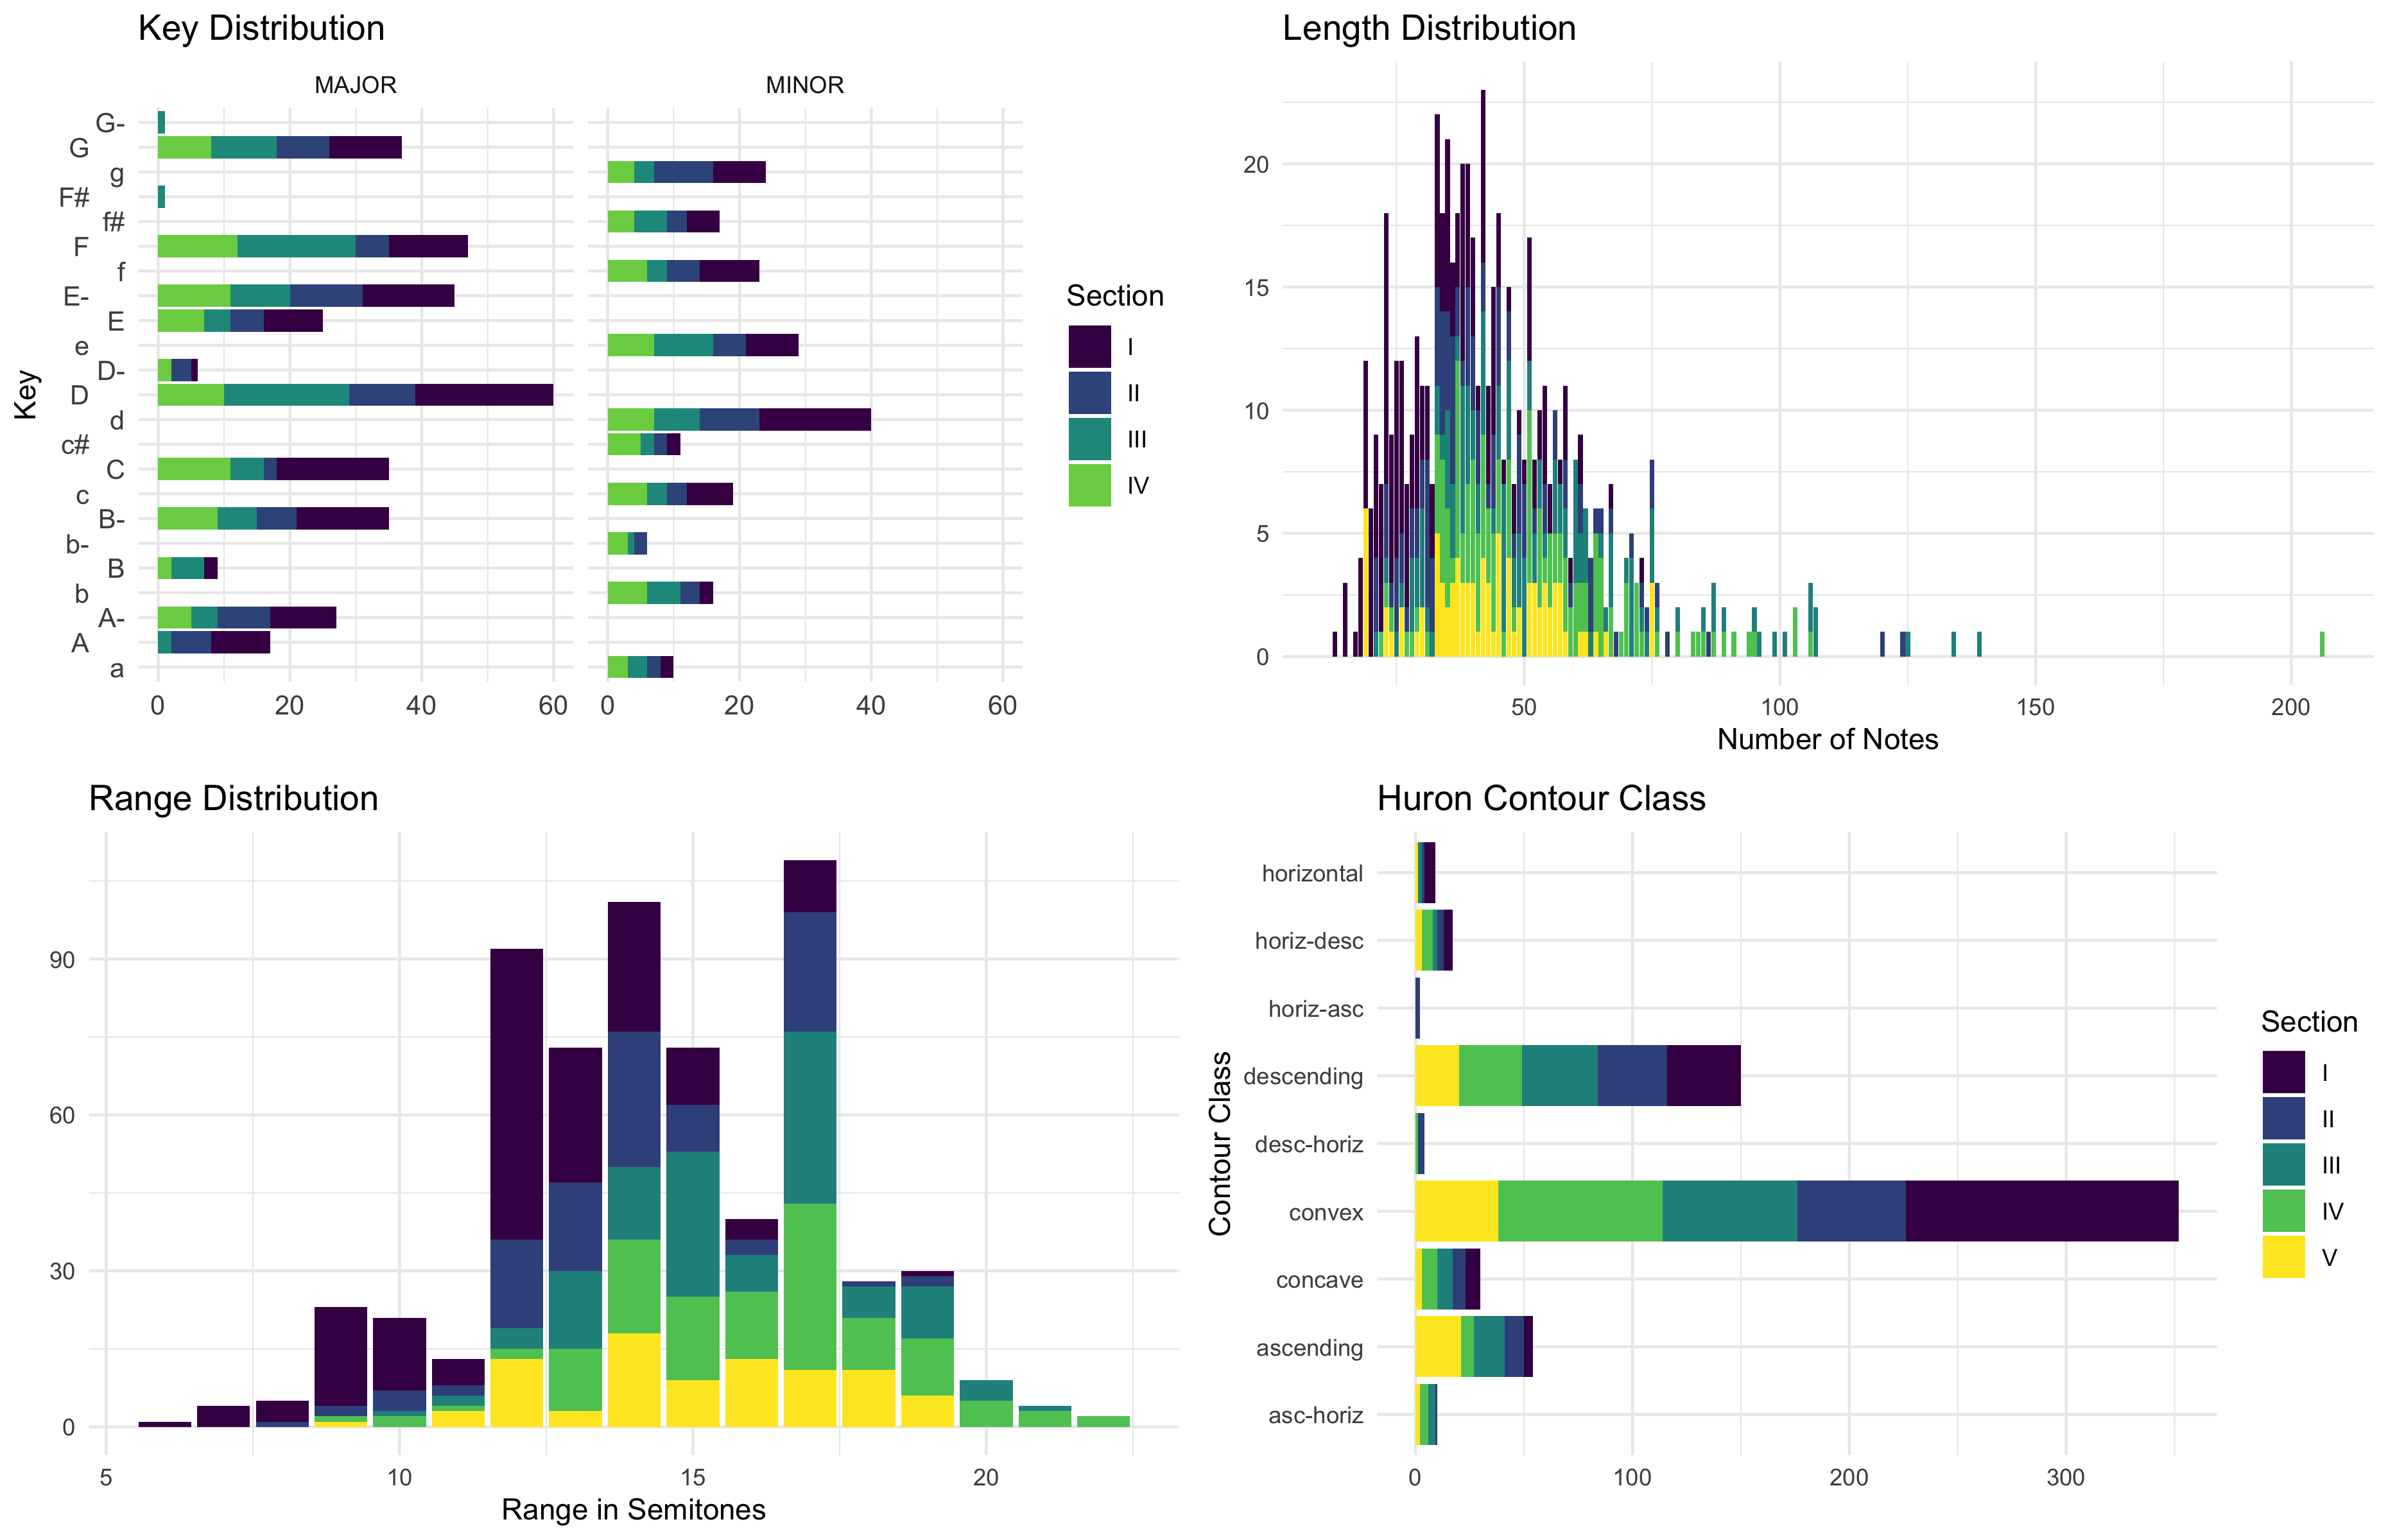 Key Distribution
MAJOR MINOR
G-
G
g
F#
f#
F
f
E-
E
e
D-
D
d
c#
C
c
B-
b-
B
b
A-
A
a
0 20 40 60 0 20 40 60
Key
Section
I
II
III
IV
Length Distribution
20
15
10
5
0
50 100 150 200
Number of Notes
Range Distribution
90
60
30
0
5 10 15 20
Range in Semitones
Huron Contour Class
horizontal
horiz-desc
horiz-asc
descending
desc-horiz
convex
concave
ascending
asc-horiz
0 100 200 300
Contour Class
Section
I
II
III
IV
V